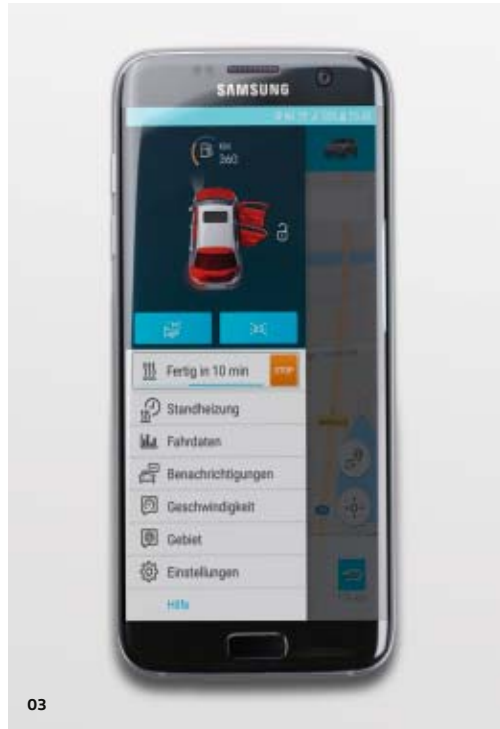 SAMSUNG
KM
360
Fertig in 10 min
STOP
Standheizung
Fahrdaten
Benachrichtigungen
Geschwindigkeit
Gebiet
Einstellungen
Hilfe
03